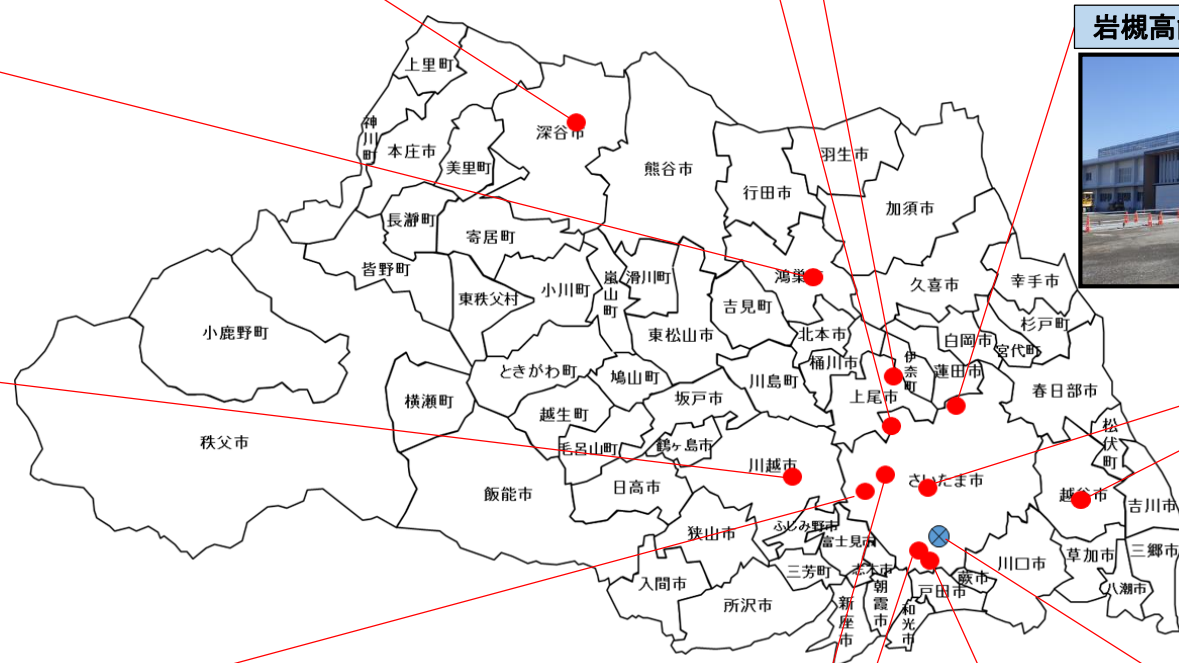 岩槻高
上里町
神川町
本庄市
美里町
深谷市
熊谷市
行田市
羽生市
加須市
長瀞町
寄居町
皆野町
東秩父村
小川町
嵐山町
滑川町
鴻巣
久喜市
幸手市
小鹿野町
東松山市
吉見町
北本市
杉戸町
白岡市
宮代町
ときがわ町
鳩山町
桶川市
伊奈町
蓮田市
横瀬町
坂戸市
川島町
上尾市
春日部市
越生町
秩父市
毛呂山町
鶴ヶ島市
松伏町
川越市
飯能市
日高市
さいたま市
越谷市
吉川市
狭山市
ふじみ野市
富士見市
入間市
三芳町
志木市
川口市
草加市
三郷市
所沢市
新座市
朝霞市
和光市
戸田市
蕨市
八潮市